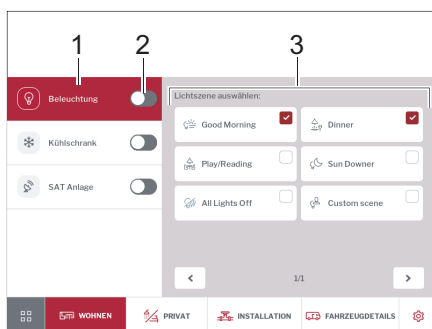 1 2 3
Beleuchtung
Lichtszene auswählen:
Good Morning
Dinner
Kühlschrank
Play/Reading
Sun Downer
SAT Anlage
All Lights Off
Custom scene
< 1/1 >
WOHNEN PRIVAT INSTALLATION FAHRZEUGDETAILS